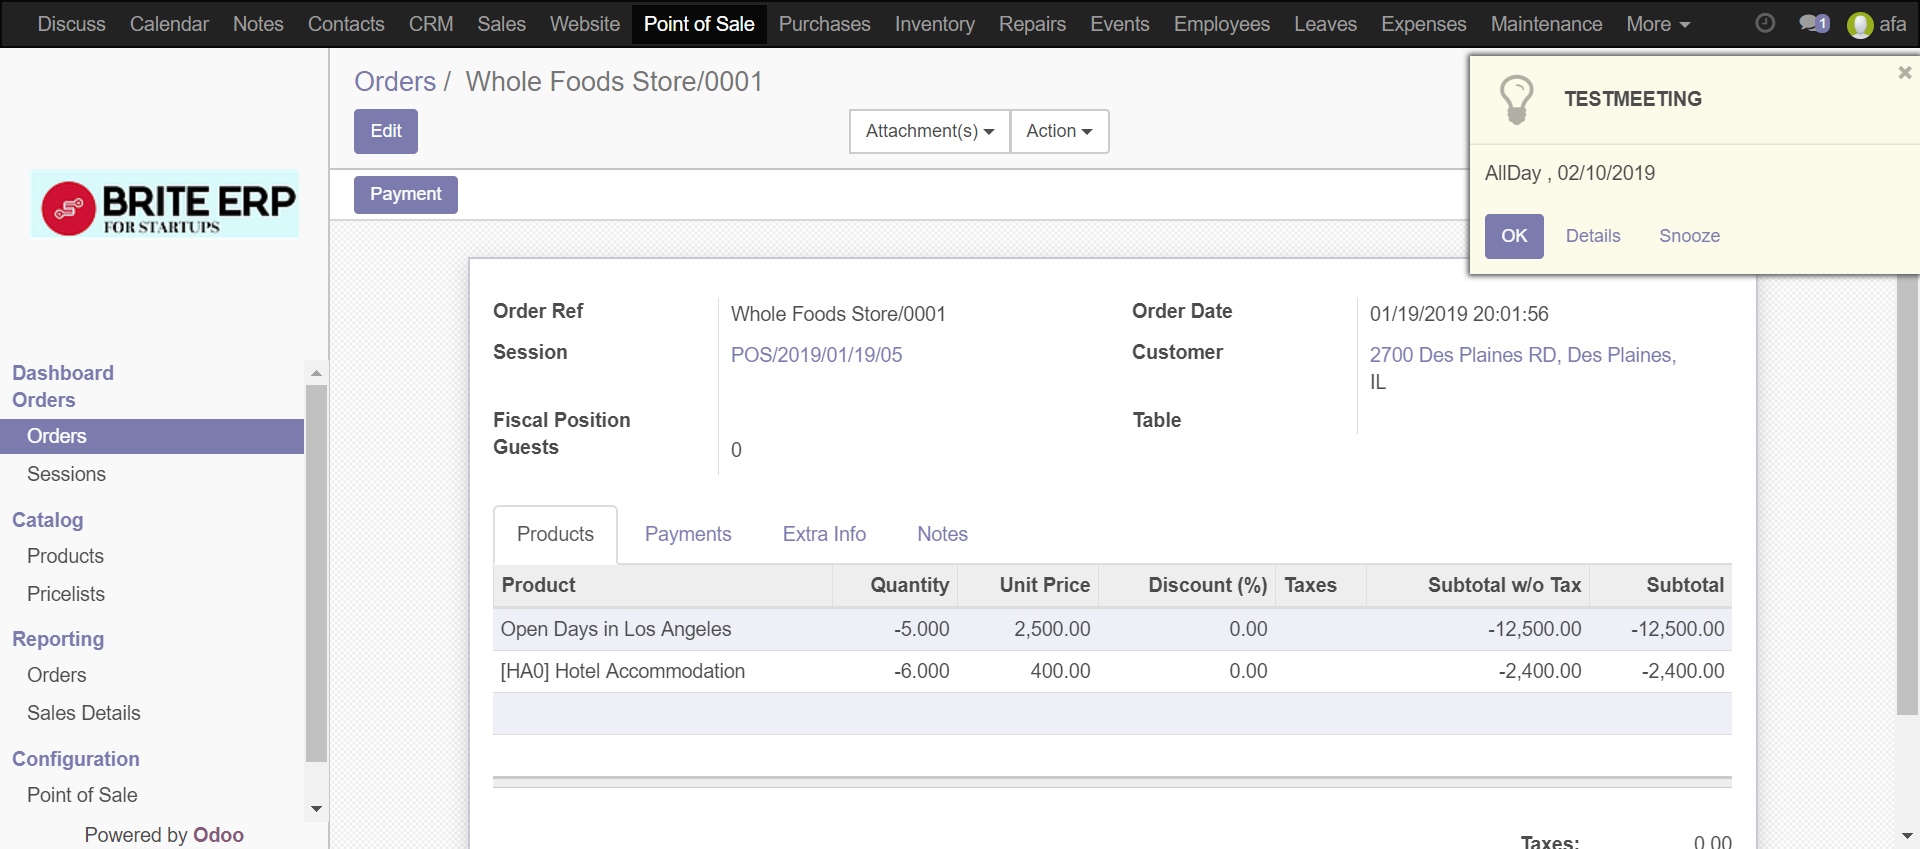 Discuss Calendar Notes Contacts CRM Sales Website Point of Sale Purchases Inventory Repairs Events Employees Leaves Expenses Maintenance More 1 afa
Orders / Whole Foods Store/0001
Edit
Attachment(s) Action
Payment
TESTMEETING
AllDay , 02/10/2019
OK Details Snooze
BRITE ERP
FOR STARTUPS
Dashboard
Orders
Orders
Sessions
Catalog
Products
Pricelists
Reporting
Orders
Sales Details
Configuration
Point of Sale
Powered by Odoo
Order Ref Whole Foods Store/0001 Order Date 01/19/2019 20:01:56
Session POS/2019/01/19/05 Customer 2700 Des Plaines RD, Des Plaines,
IL
Fiscal Position Table
Guests 0
Products Payments Extra Info Notes
Product Quantity Unit Price Discount (%) Taxes Subtotal w/o Tax Subtotal
Open Days in Los Angeles -5.000 2,500.00 0.00 -12,500.00 -12,500.00
[HA0] Hotel Accommodation -6.000 400.00 0.00 -2,400.00 -2,400.00
Taxes: 0.00